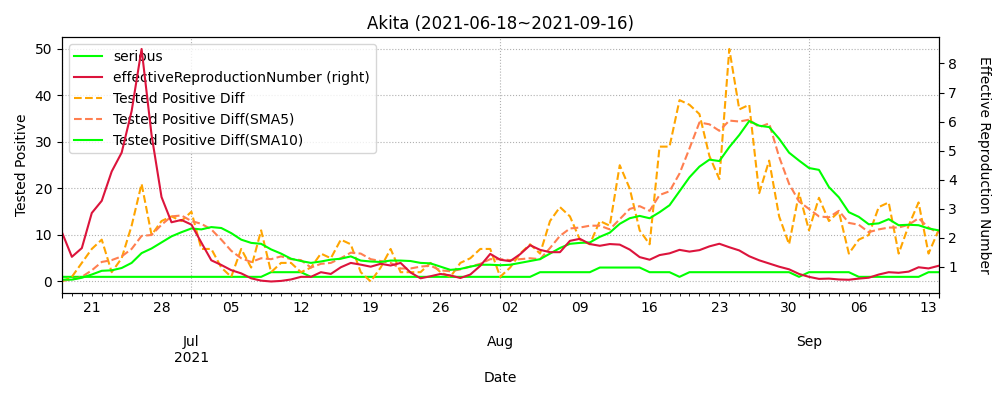 Akita (2021-06-18~2021-09-16)
serious
effectiveReproductionNumber (right)
Tested Positive Diff
Tested Positive Diff(SMA5)
Tested Positive Diff(SMA10)
Tested Positive
50
40
30
20
10
0
Effective Reproduction Number
8
7
6
5
4
3
2
1
21 28 05 12 19 26 02 09 16 23 30 06 13
Jul Aug Sep
2021
Date